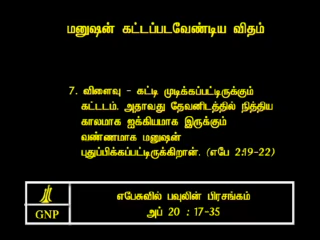 மனுஷன் கட்டப்படவேண்டிய விதம்
7. விளைவு - கட்டி முடிக்கப்பட்டிருக்கும்
கட்டடம். அதாவது தேவனிடத்தில் நித்திய
காலமாக ஐக்கியமாக இருக்கும்
வண்ணமாக மனுஷன்
புதுப்பிக்கப்பட்டிருக்கிறான். (எபே 2:19-22)
எபேசுவில் பவுலின் பிரசங்கம்
அப் 20 : 17-35
GNP